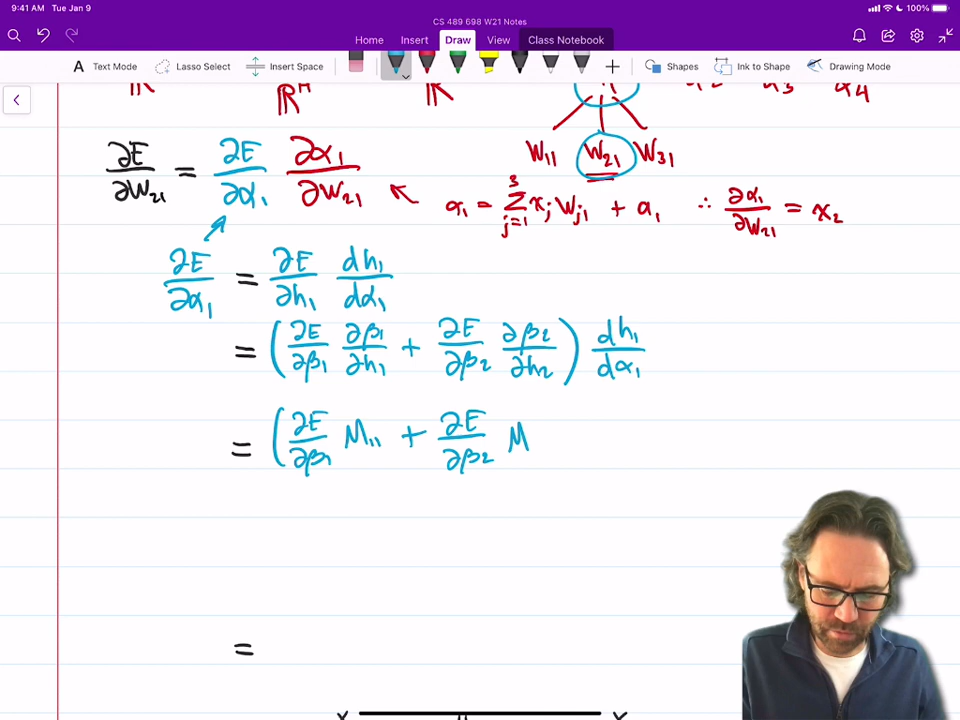 9:41 AM Tue Jan 9
100%
CS 489 698 W21 Notes
Home Insert Draw View Class Notebook
Text Mode Lasso Select Insert Space Shapes Ink to Shape Drawing Mode
∂E/∂W₂₁ = ∂E/∂α₁ ∂α₁/∂W₂₁
W₁₁ W₂₁ W₃₁
α₁ = Σ_{j=1}^{3} x_j W_{j1} + a₁ ∴ ∂α₁/∂W₂₁ = x₂
∂E/∂α₁ = ∂E/∂h₁ dh₁/dα₁
= (∂E/∂β₁ ∂β₁/∂h₁ + ∂E/∂β₂ ∂β₂/∂h₂) dh₁/dα₁
= (∂E/∂β₁ M₁₁ + ∂E/∂β₂ M
=